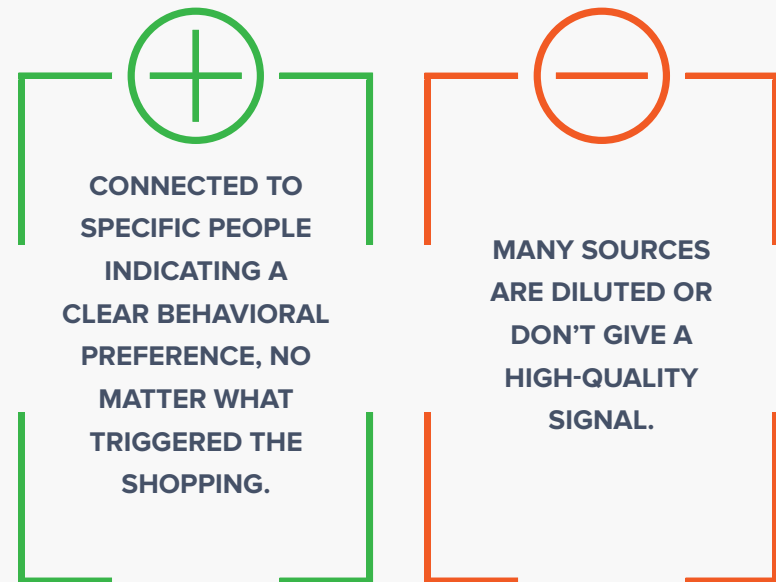 CONNECTED TO
SPECIFIC PEOPLE
INDICATING A
CLEAR BEHAVIORAL
PREFERENCE, NO
MATTER WHAT
TRIGGERED THE
SHOPPING.
MANY SOURCES
ARE DILUTED OR
DON'T GIVE A
HIGH-QUALITY
SIGNAL.